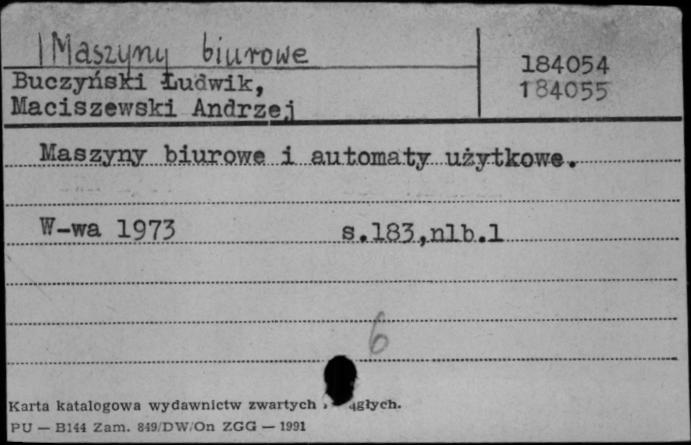 Maszyny biurowe
Buczyński Ludwik,
Maciszewski Andrzej
184054
184055
Maszyny biurowe i automaty użytkowe.
W-wa 1973 s.183,nlb.1
6
Karta katalogowa wydawnictw zwartych
PU — B144 Zam. 849/DW/On ZGG — 1991